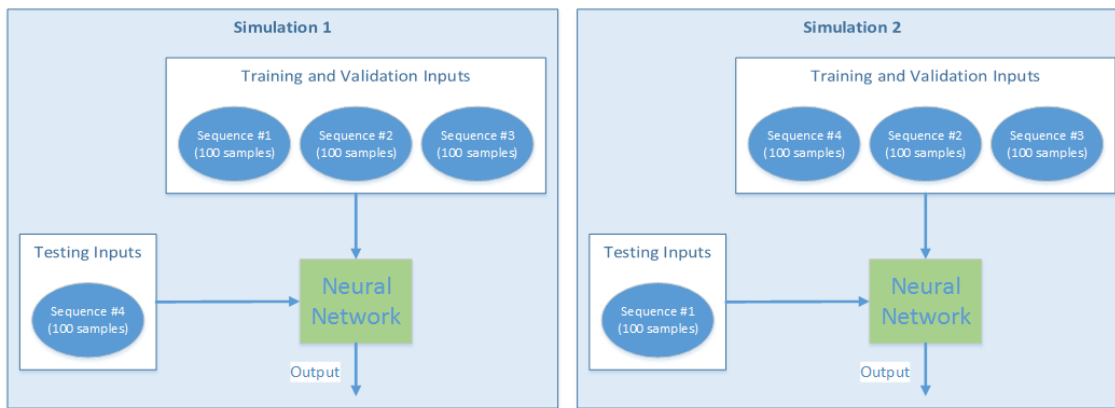 Simulation 1
Training and Validation Inputs
Sequence #1
(100 samples)
Sequence #2
(100 samples)
Sequence #3
(100 samples)
Testing Inputs
Sequence #4
(100 samples)
Neural
Network
Output
Simulation 2
Training and Validation Inputs
Sequence #4
(100 samples)
Sequence #2
(100 samples)
Sequence #3
(100 samples)
Testing Inputs
Sequence #1
(100 samples)
Neural
Network
Output